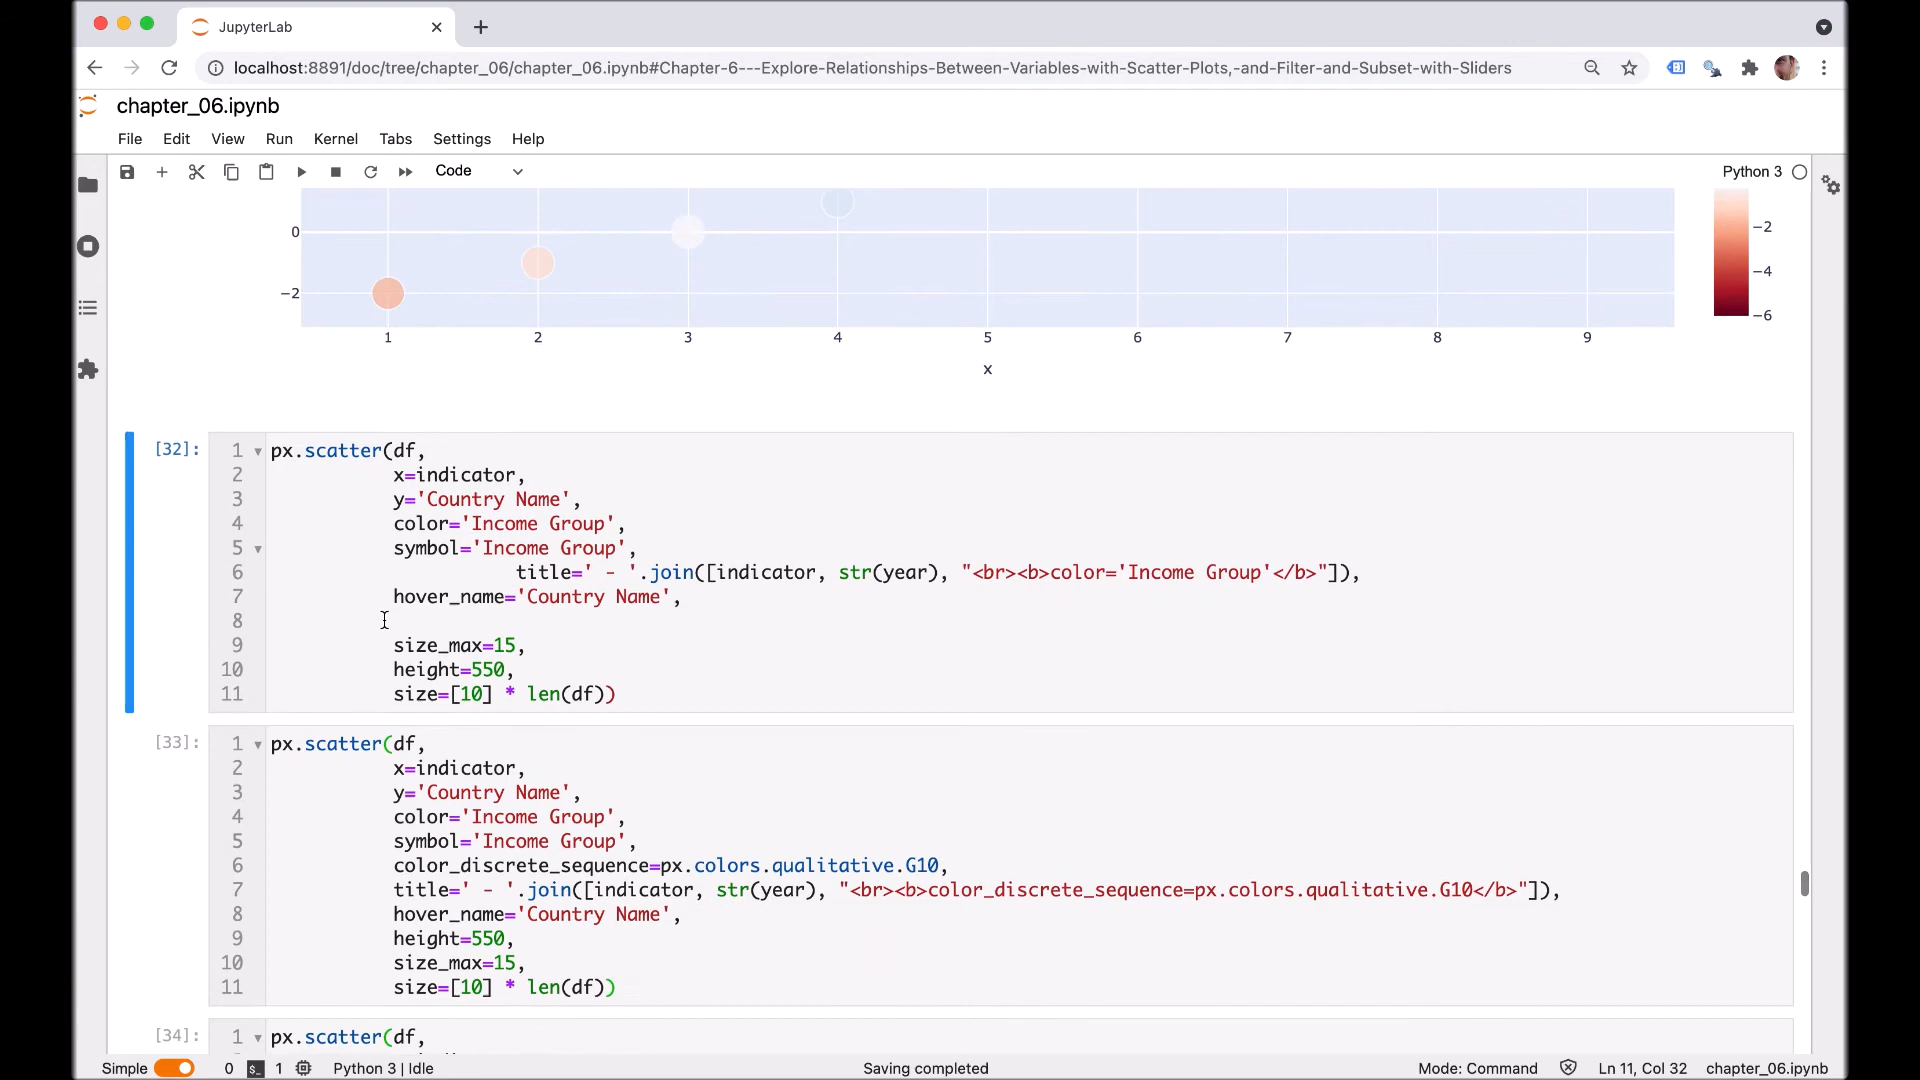 JupyterLab
localhost:8891/doc/tree/chapter_06/chapter_06.ipynb#Chapter-6---Explore-Relationships-Between-Variables-with-Scatter-Plots,-and-Filter-and-Subset-with-Sliders
chapter_06.ipynb
File Edit View Run Kernel Tabs Settings Help
Code
Python 3
0
−2
1 2 3 4 5 6 7 8 9
x
−2
−4
−6
[32]:
1 px.scatter(df,
2 x=indicator,
3 y='Country Name',
4 color='Income Group',
5 symbol='Income Group',
6 title=' - '.join([indicator, str(year), "<br><b>color='Income Group'</b>"]),
7 hover_name='Country Name',
8
9 size_max=15,
10 height=550,
11 size=[10] * len(df))
[33]:
1 px.scatter(df,
2 x=indicator,
3 y='Country Name',
4 color='Income Group',
5 symbol='Income Group',
6 color_discrete_sequence=px.colors.qualitative.G10,
7 title=' - '.join([indicator, str(year), "<br><b>color_discrete_sequence=px.colors.qualitative.G10</b>"]),
8 hover_name='Country Name',
9 height=550,
10 size_max=15,
11 size=[10] * len(df))
[34]:
1 px.scatter(df,
Simple 0 $_ 1 Python 3 | Idle Saving completed Mode: Command Ln 11, Col 32 chapter_06.ipynb